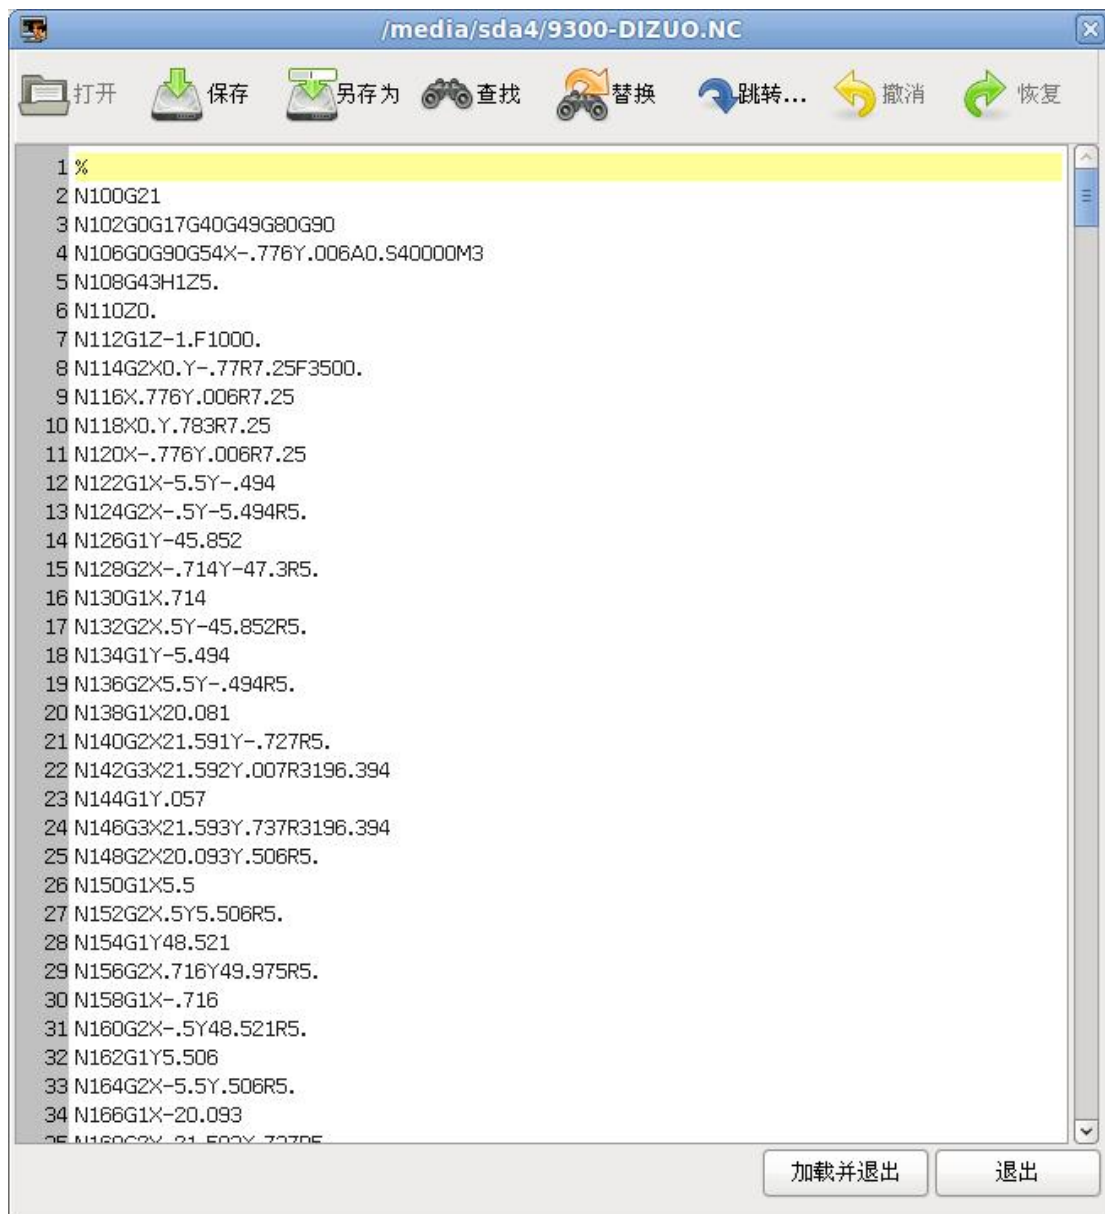 /media/sda4/9300-DIZUO.NC
打开 保存 另存为 查找 替换 跳转... 撤消 恢复
1 %
2 N100G21
3 N102G0G17G40G49G80G90
4 N106G0G90G54X-.776Y.006A0.S40000M3
5 N108G43H1Z5.
6 N110Z0.
7 N112G1Z-1.F1000.
8 N114G2X0.Y-.77R7.25F3500.
9 N116X.776Y.006R7.25
10 N118X0.Y.783R7.25
11 N120X-.776Y.006R7.25
12 N122G1X-5.5Y-.494
13 N124G2X-.5Y-5.494R5.
14 N126G1Y-45.852
15 N128G2X-.714Y-47.3R5.
16 N130G1X.714
17 N132G2X.5Y-45.852R5.
18 N134G1Y-5.494
19 N136G2X5.5Y-.494R5.
20 N138G1X20.081
21 N140G2X21.591Y-.727R5.
22 N142G3X21.592Y.007R3196.394
23 N144G1Y.057
24 N146G3X21.593Y.737R3196.394
25 N148G2X20.093Y.506R5.
26 N150G1X5.5
27 N152G2X.5Y5.506R5.
28 N154G1Y48.521
29 N156G2X.716Y49.975R5.
30 N158G1X-.716
31 N160G2X-.5Y48.521R5.
32 N162G1Y5.506
33 N164G2X-5.5Y.506R5.
34 N166G1X-20.093
加载并退出 退出